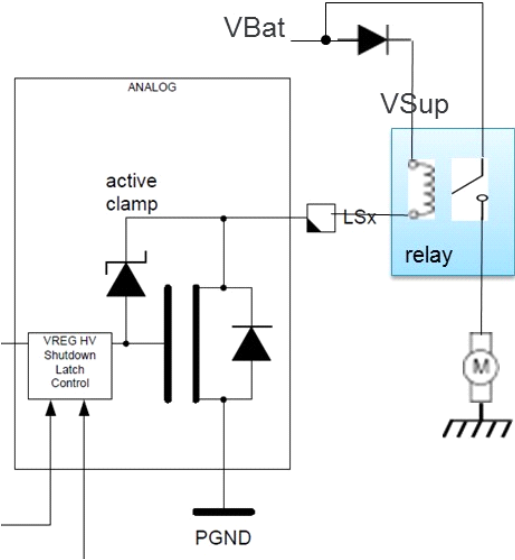 VBat
ANALOG
VSup
active
clamp
LSx
relay
VREG HV
Shutdown
Latch
Control
M
PGND